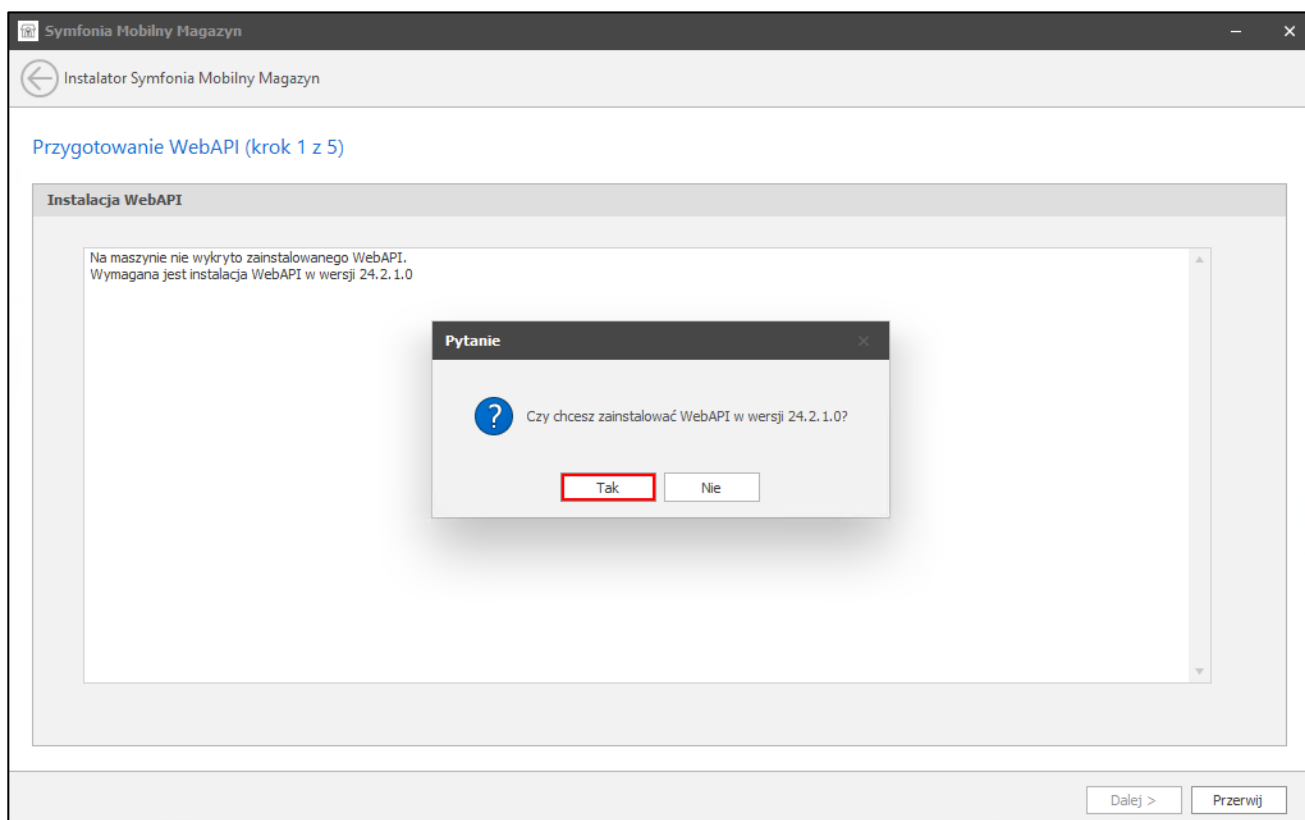 Symfonia Mobilny Magazyn
Instalator Symfonia Mobilny Magazyn
Przygotowanie WebAPI (krok 1 z 5)
Instalacja WebAPI
Na maszynie nie wykryto zainstalowanego WebAPI.
Wymagana jest instalacja WebAPI w wersji 24.2.1.0
Pytanie
Czy chcesz zainstalować WebAPI w wersji 24.2.1.0?
Tak
Nie
Dalej >
Przerwij